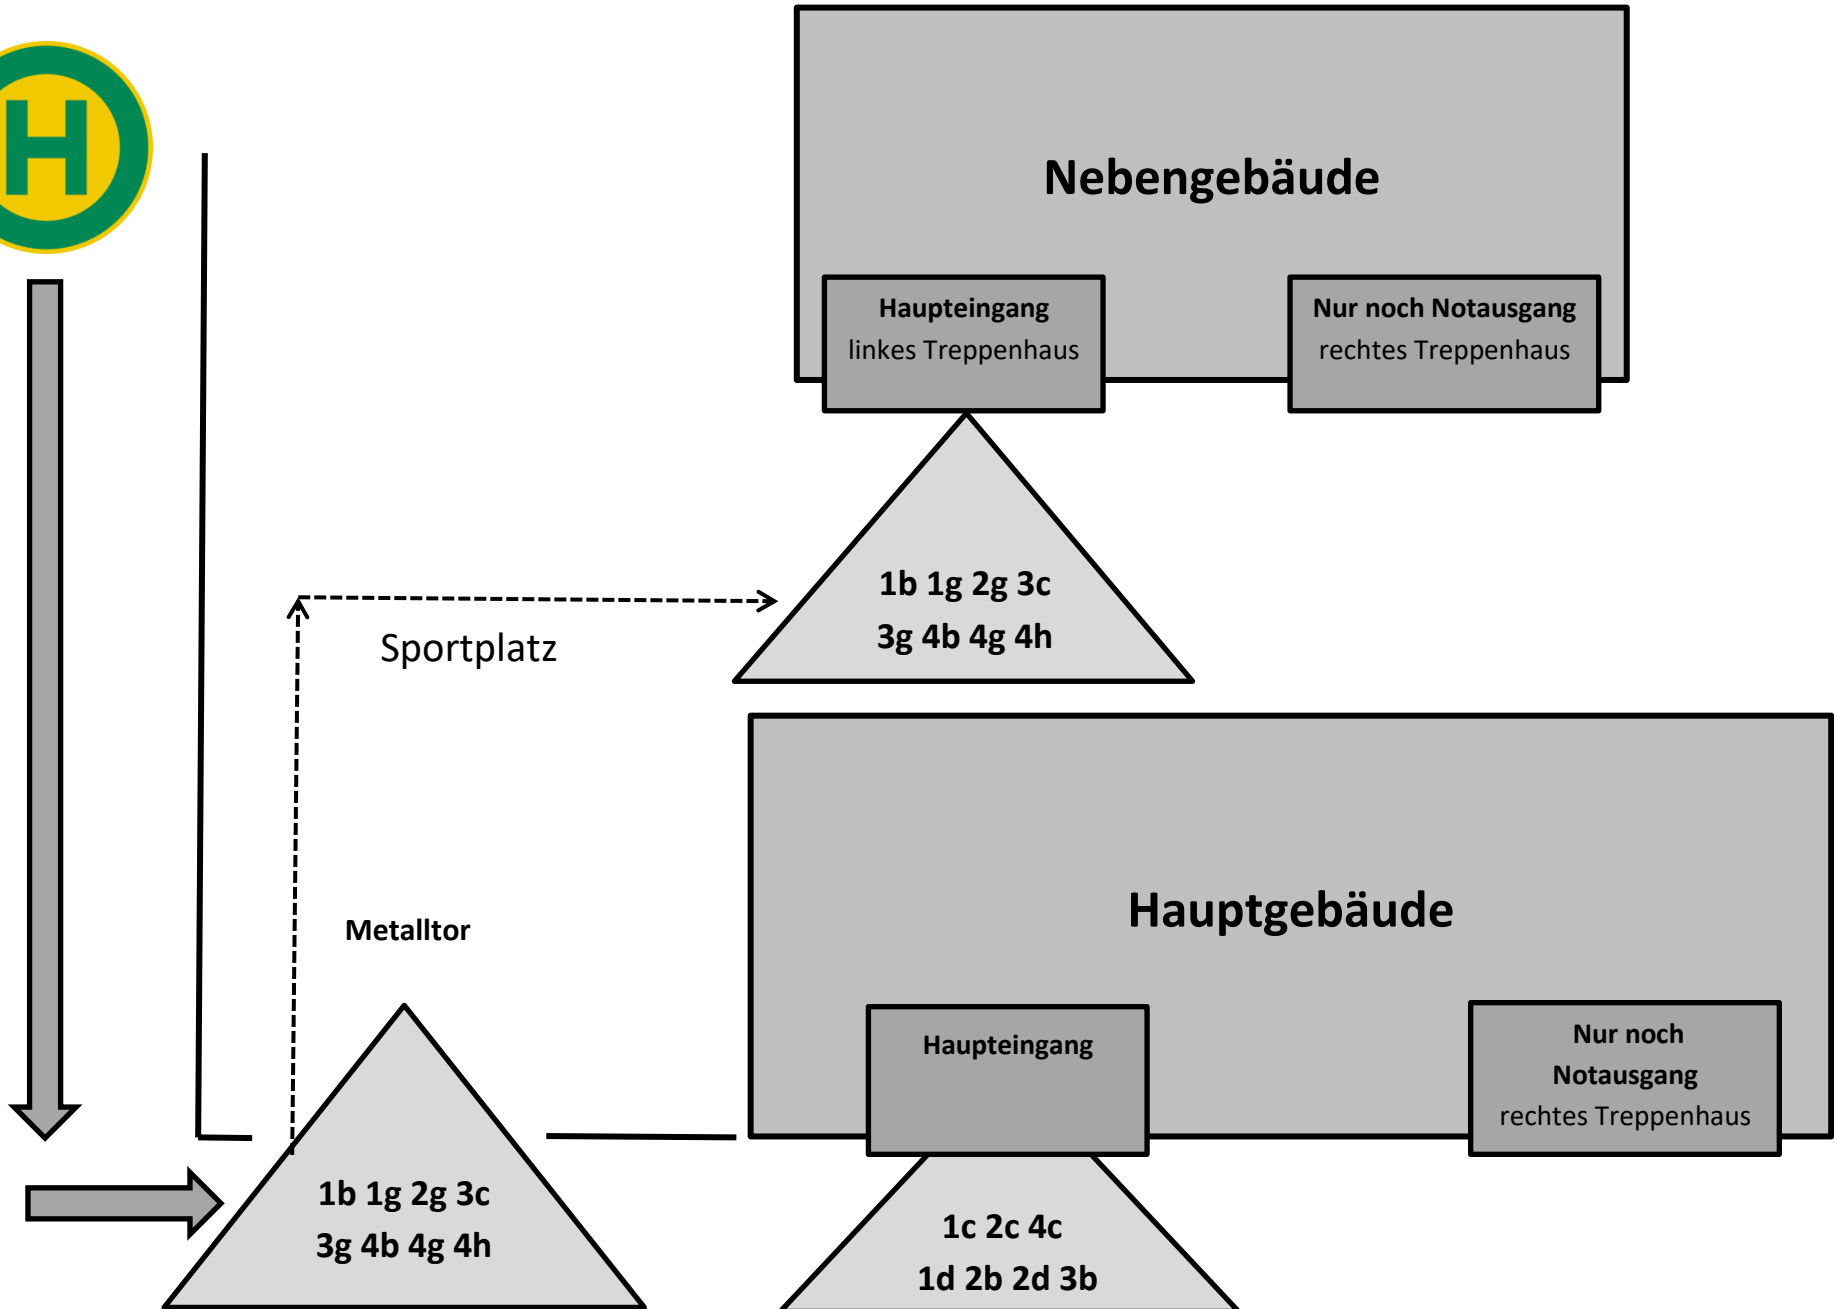 H
Nebengebäude
Haupteingang
linkes Treppenhaus
Nur noch Notausgang
rechtes Treppenhaus
1b 1g 2g 3c
3g 4b 4g 4h
Sportplatz
Hauptgebäude
Metalltor
Haupteingang
Nur noch
Notausgang
rechtes Treppenhaus
1b 1g 2g 3c
3g 4b 4g 4h
1c 2c 4c
1d 2b 2d 3b